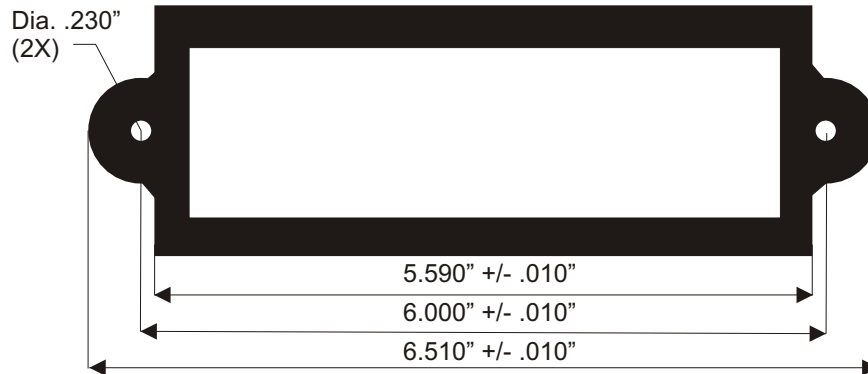 Dia. .230”
(2X)
5.590” +/- .010”
6.000” +/- .010”
6.510” +/- .010”